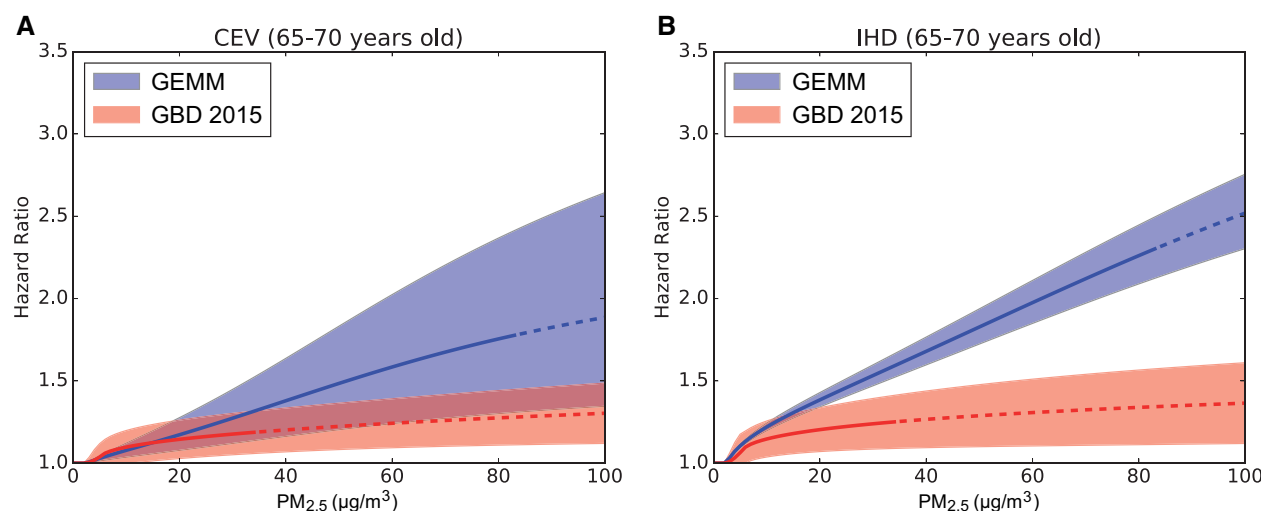 A
CEV (65-70 years old)
3.5
3.0
2.5
2.0
1.5
1.0
Hazard Ratio
GEMM
GBD 2015
0
20
40
60
80
100
PM2.5 (µg/m³)
B
IHD (65-70 years old)
3.5
3.0
2.5
2.0
1.5
1.0
Hazard Ratio
GEMM
GBD 2015
0
20
40
60
80
100
PM2.5 (µg/m³)